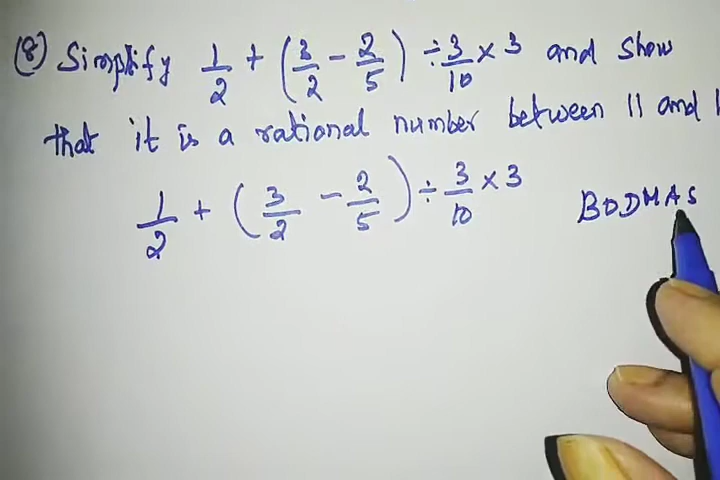 (8) Simplify 1/2 + (3/2 - 2/5) ÷ 3/10 × 3 and show
that it is a rational number between 11 and
1/2 + (3/2 - 2/5) ÷ 3/10 × 3
BODMAS